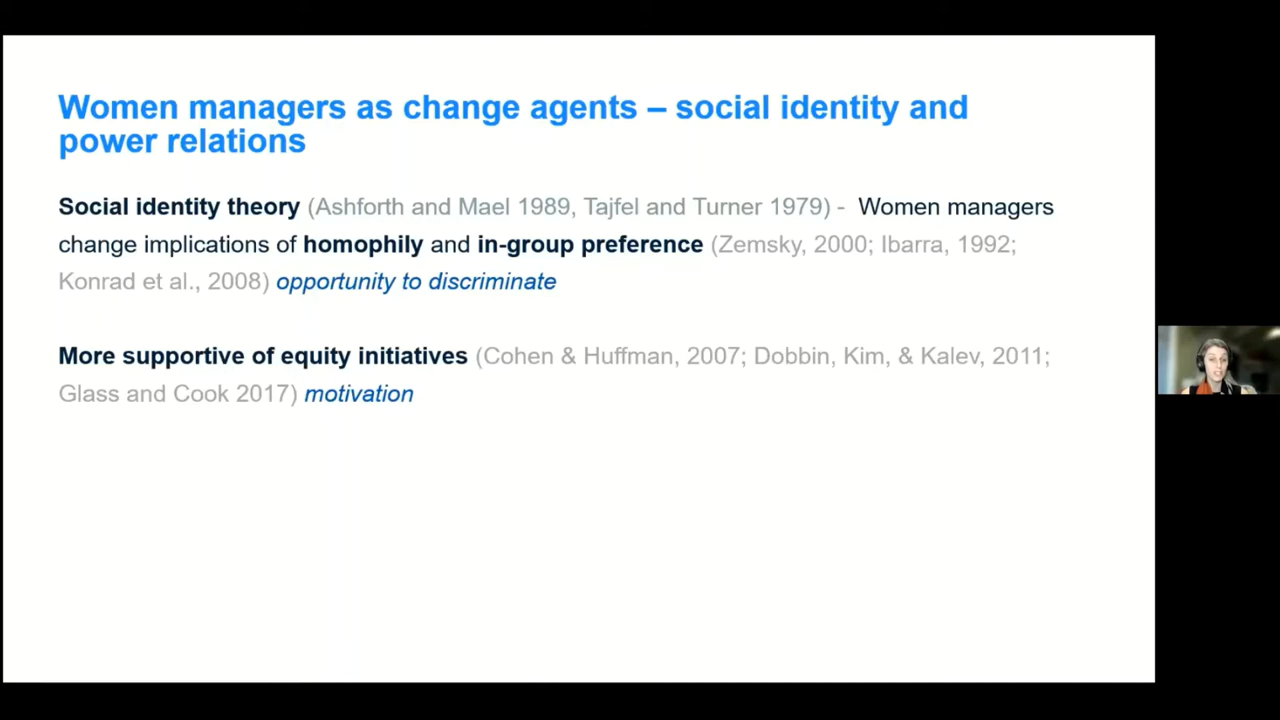 Women managers as change agents – social identity and
power relations
Social identity theory (Ashforth and Mael 1989, Tajfel and Turner 1979) - Women managers
change implications of homophily and in-group preference (Zemsky, 2000; Ibarra, 1992;
Konrad et al., 2008) opportunity to discriminate
More supportive of equity initiatives (Cohen & Huffman, 2007; Dobbin, Kim, & Kalev, 2011;
Glass and Cook 2017) motivation